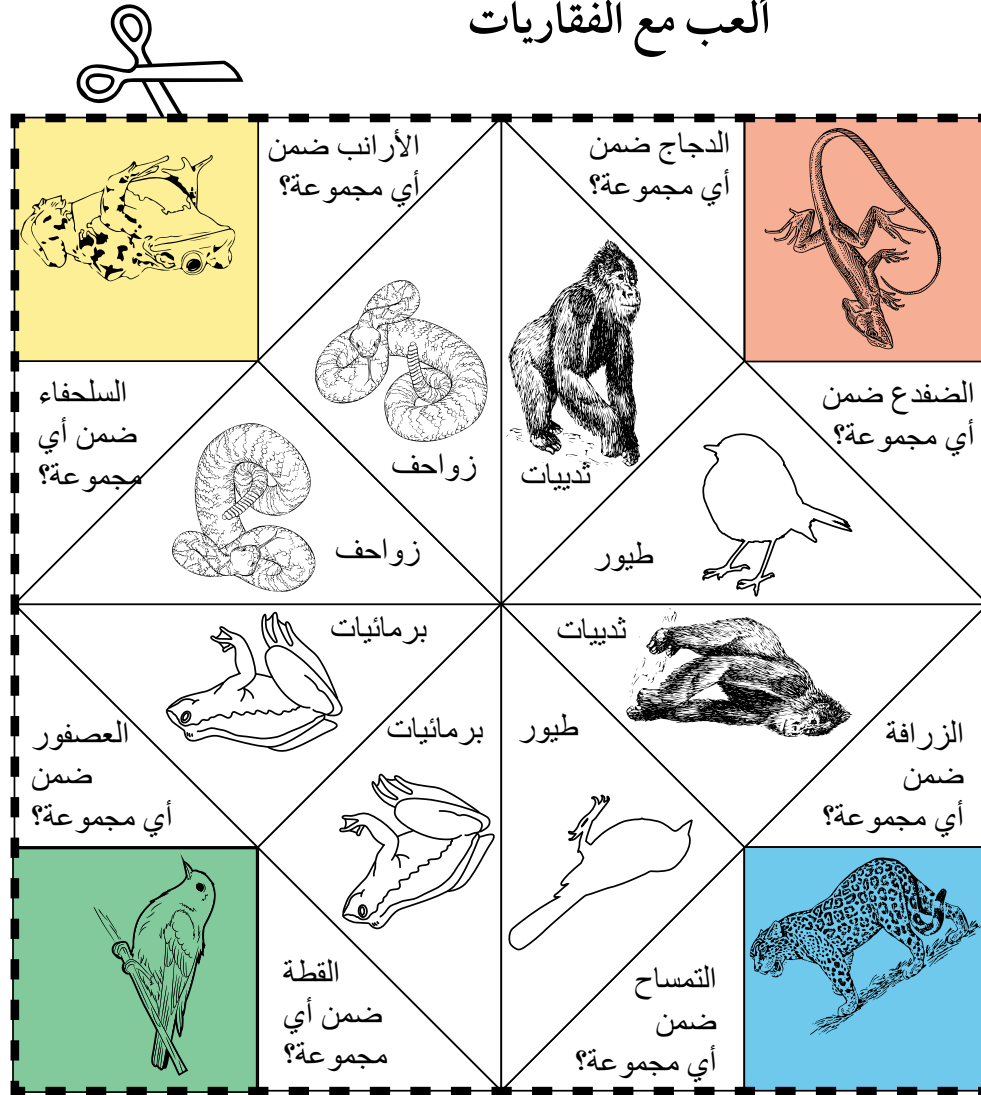 ألعب مع الفقاريات
الدجاج ضمن
أي مجموعة؟
الأرانب ضمن
أي مجموعة؟
الضفدع ضمن
أي مجموعة؟
السلحفاء
ضمن أي
مجموعة؟
ثدييات
زواحف
طيور
زواحف
ثدييات
برمائيات
طيور
برمائيات
الزرافة
ضمن
أي مجموعة؟
العصفور
ضمن
أي مجموعة؟
التمساح
ضمن
أي مجموعة؟
القطة
ضمن أي
مجموعة؟